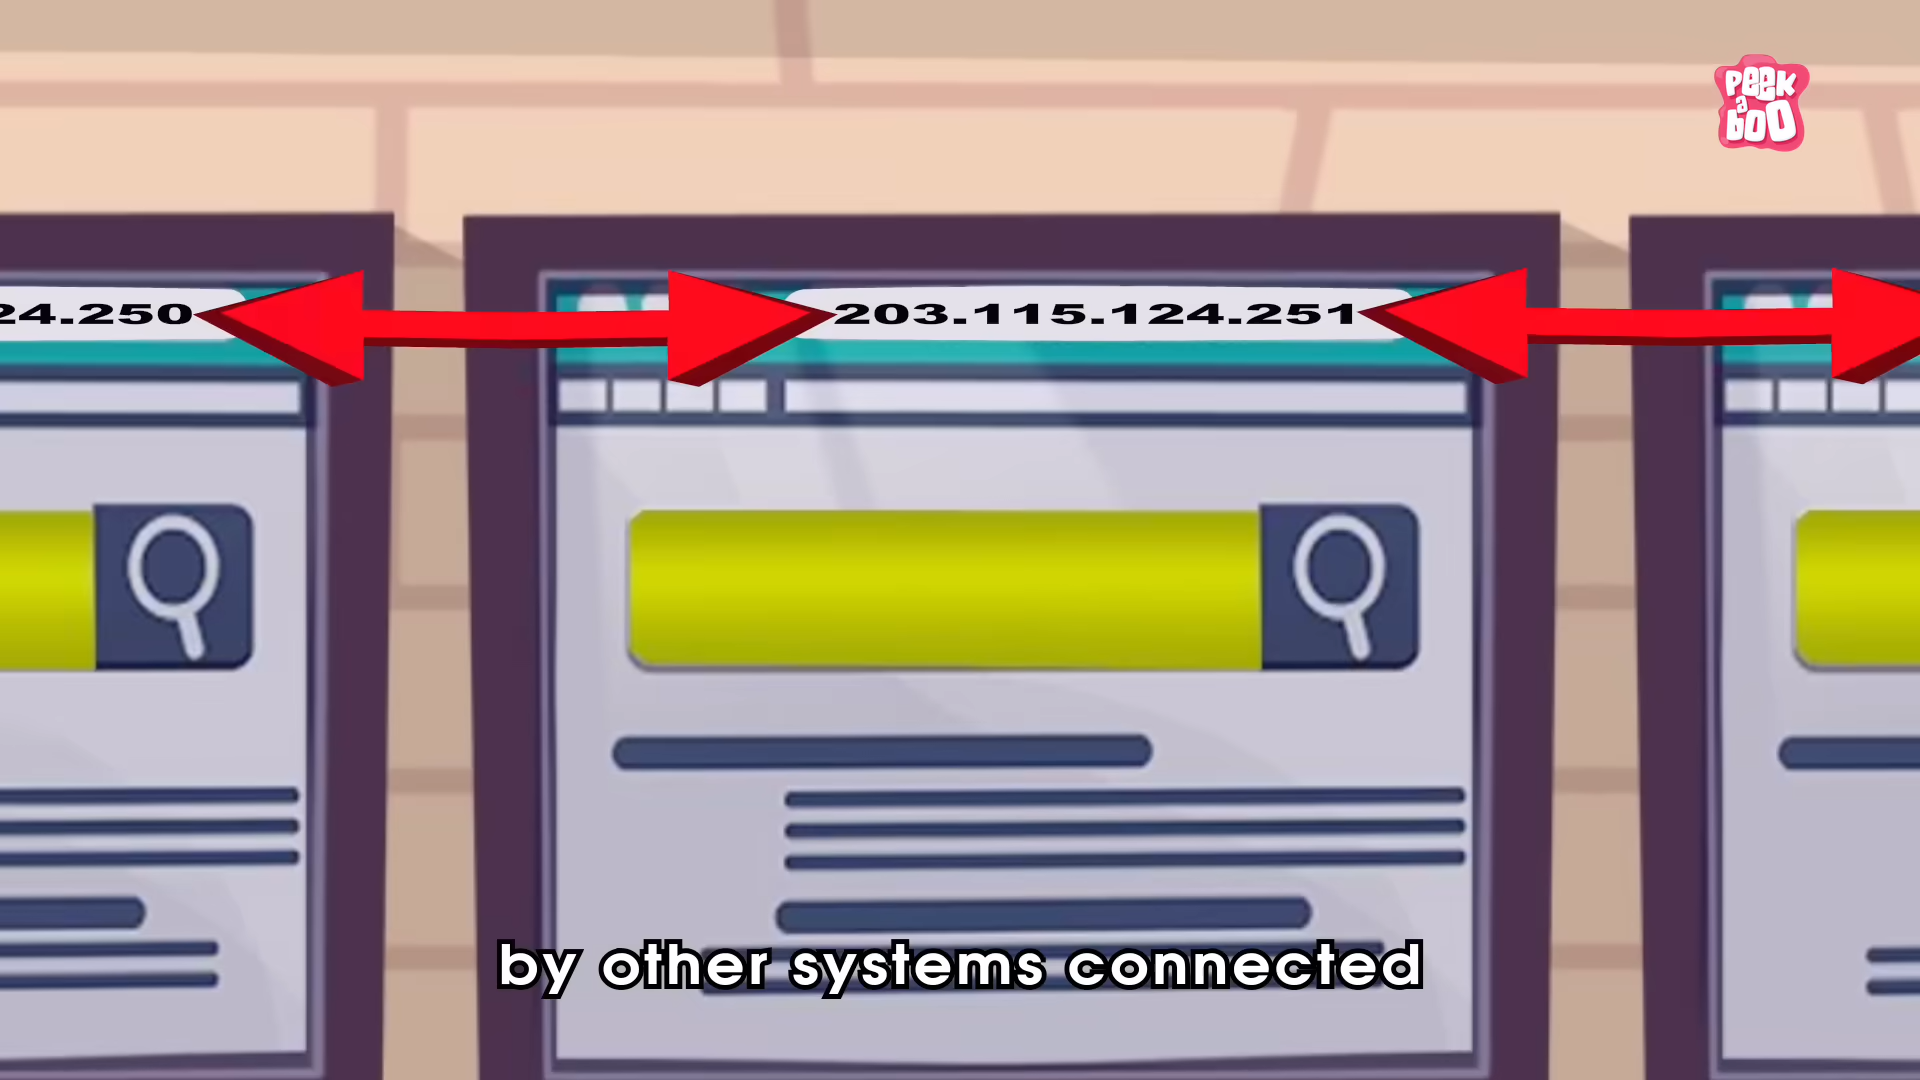 PEEK
a
bOO
24.250
203.115.124.251
by other systems connected